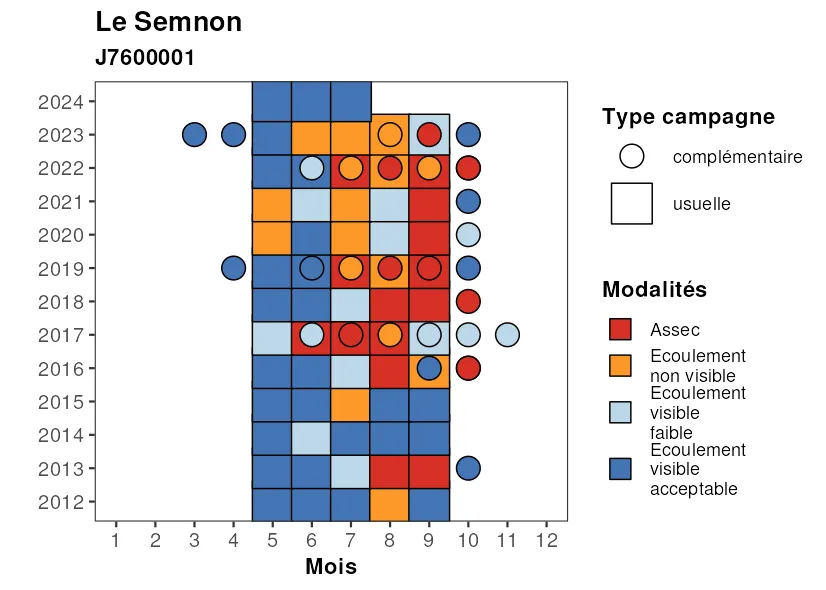 Le Semnon
J7600001
2024
2023
2022
2021
2020
2019
2018
2017
2016
2015
2014
2013
2012
1 2 3 4 5 6 7 8 9 10 11 12
Mois
Type campagne
complémentaire
usuelle
Modalités
Assec
Ecoulement
non visible
Ecoulement
visible
faible
Ecoulement
visible
acceptable